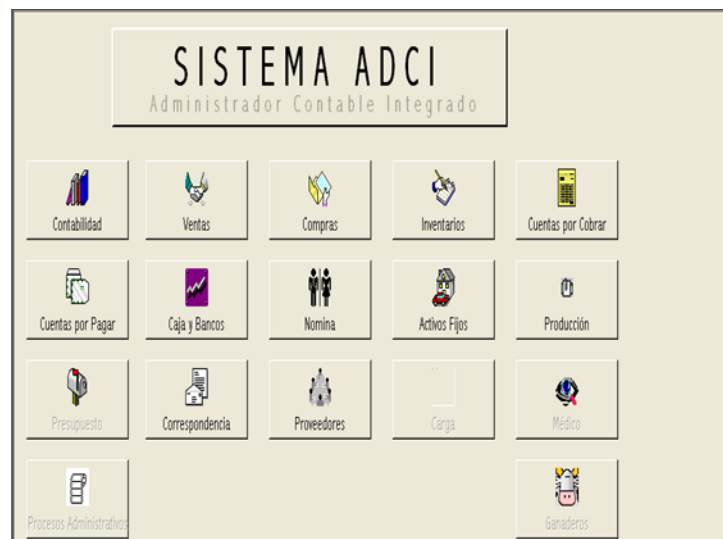 SISTEMA ADCI
Administrador Contable Integrado
Contabilidad
Ventas
Compras
Inventarios
Cuentas por Cobrar
Cuentas por Pagar
Caja y Bancos
Nomina
Activos Fijos
Producción
Presupuesto
Correspondencia
Proveedores
Carga
Médico
Procesos Administrativos
Ganaderos